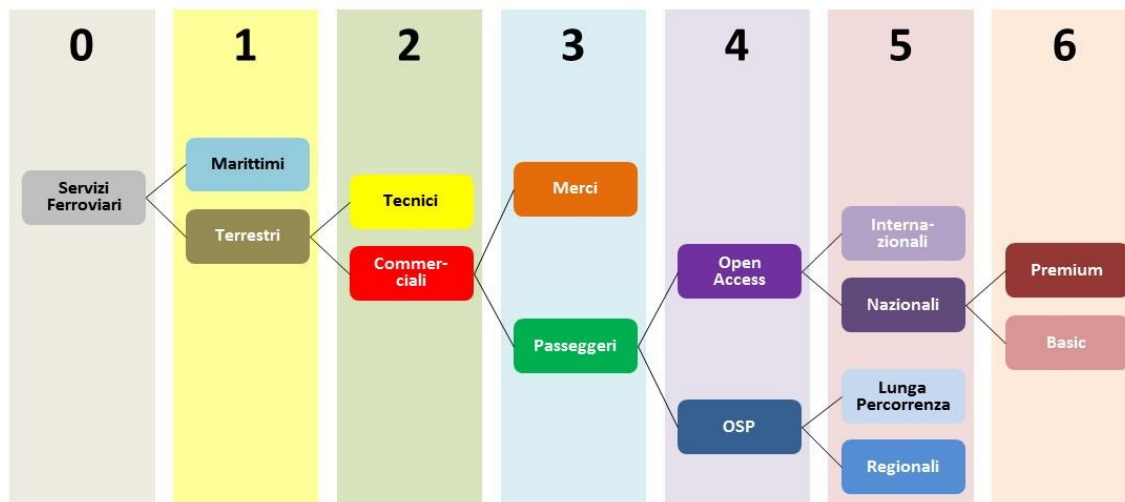 0
1
2
3
4
5
6
Servizi
Ferroviari
Marittimi
Terrestri
Tecnici
Commer-
ciali
Merci
Passeggeri
Open
Access
OSP
Interna-
zionali
Nazionali
Lunga
Percorrenza
Regionali
Premium
Basic